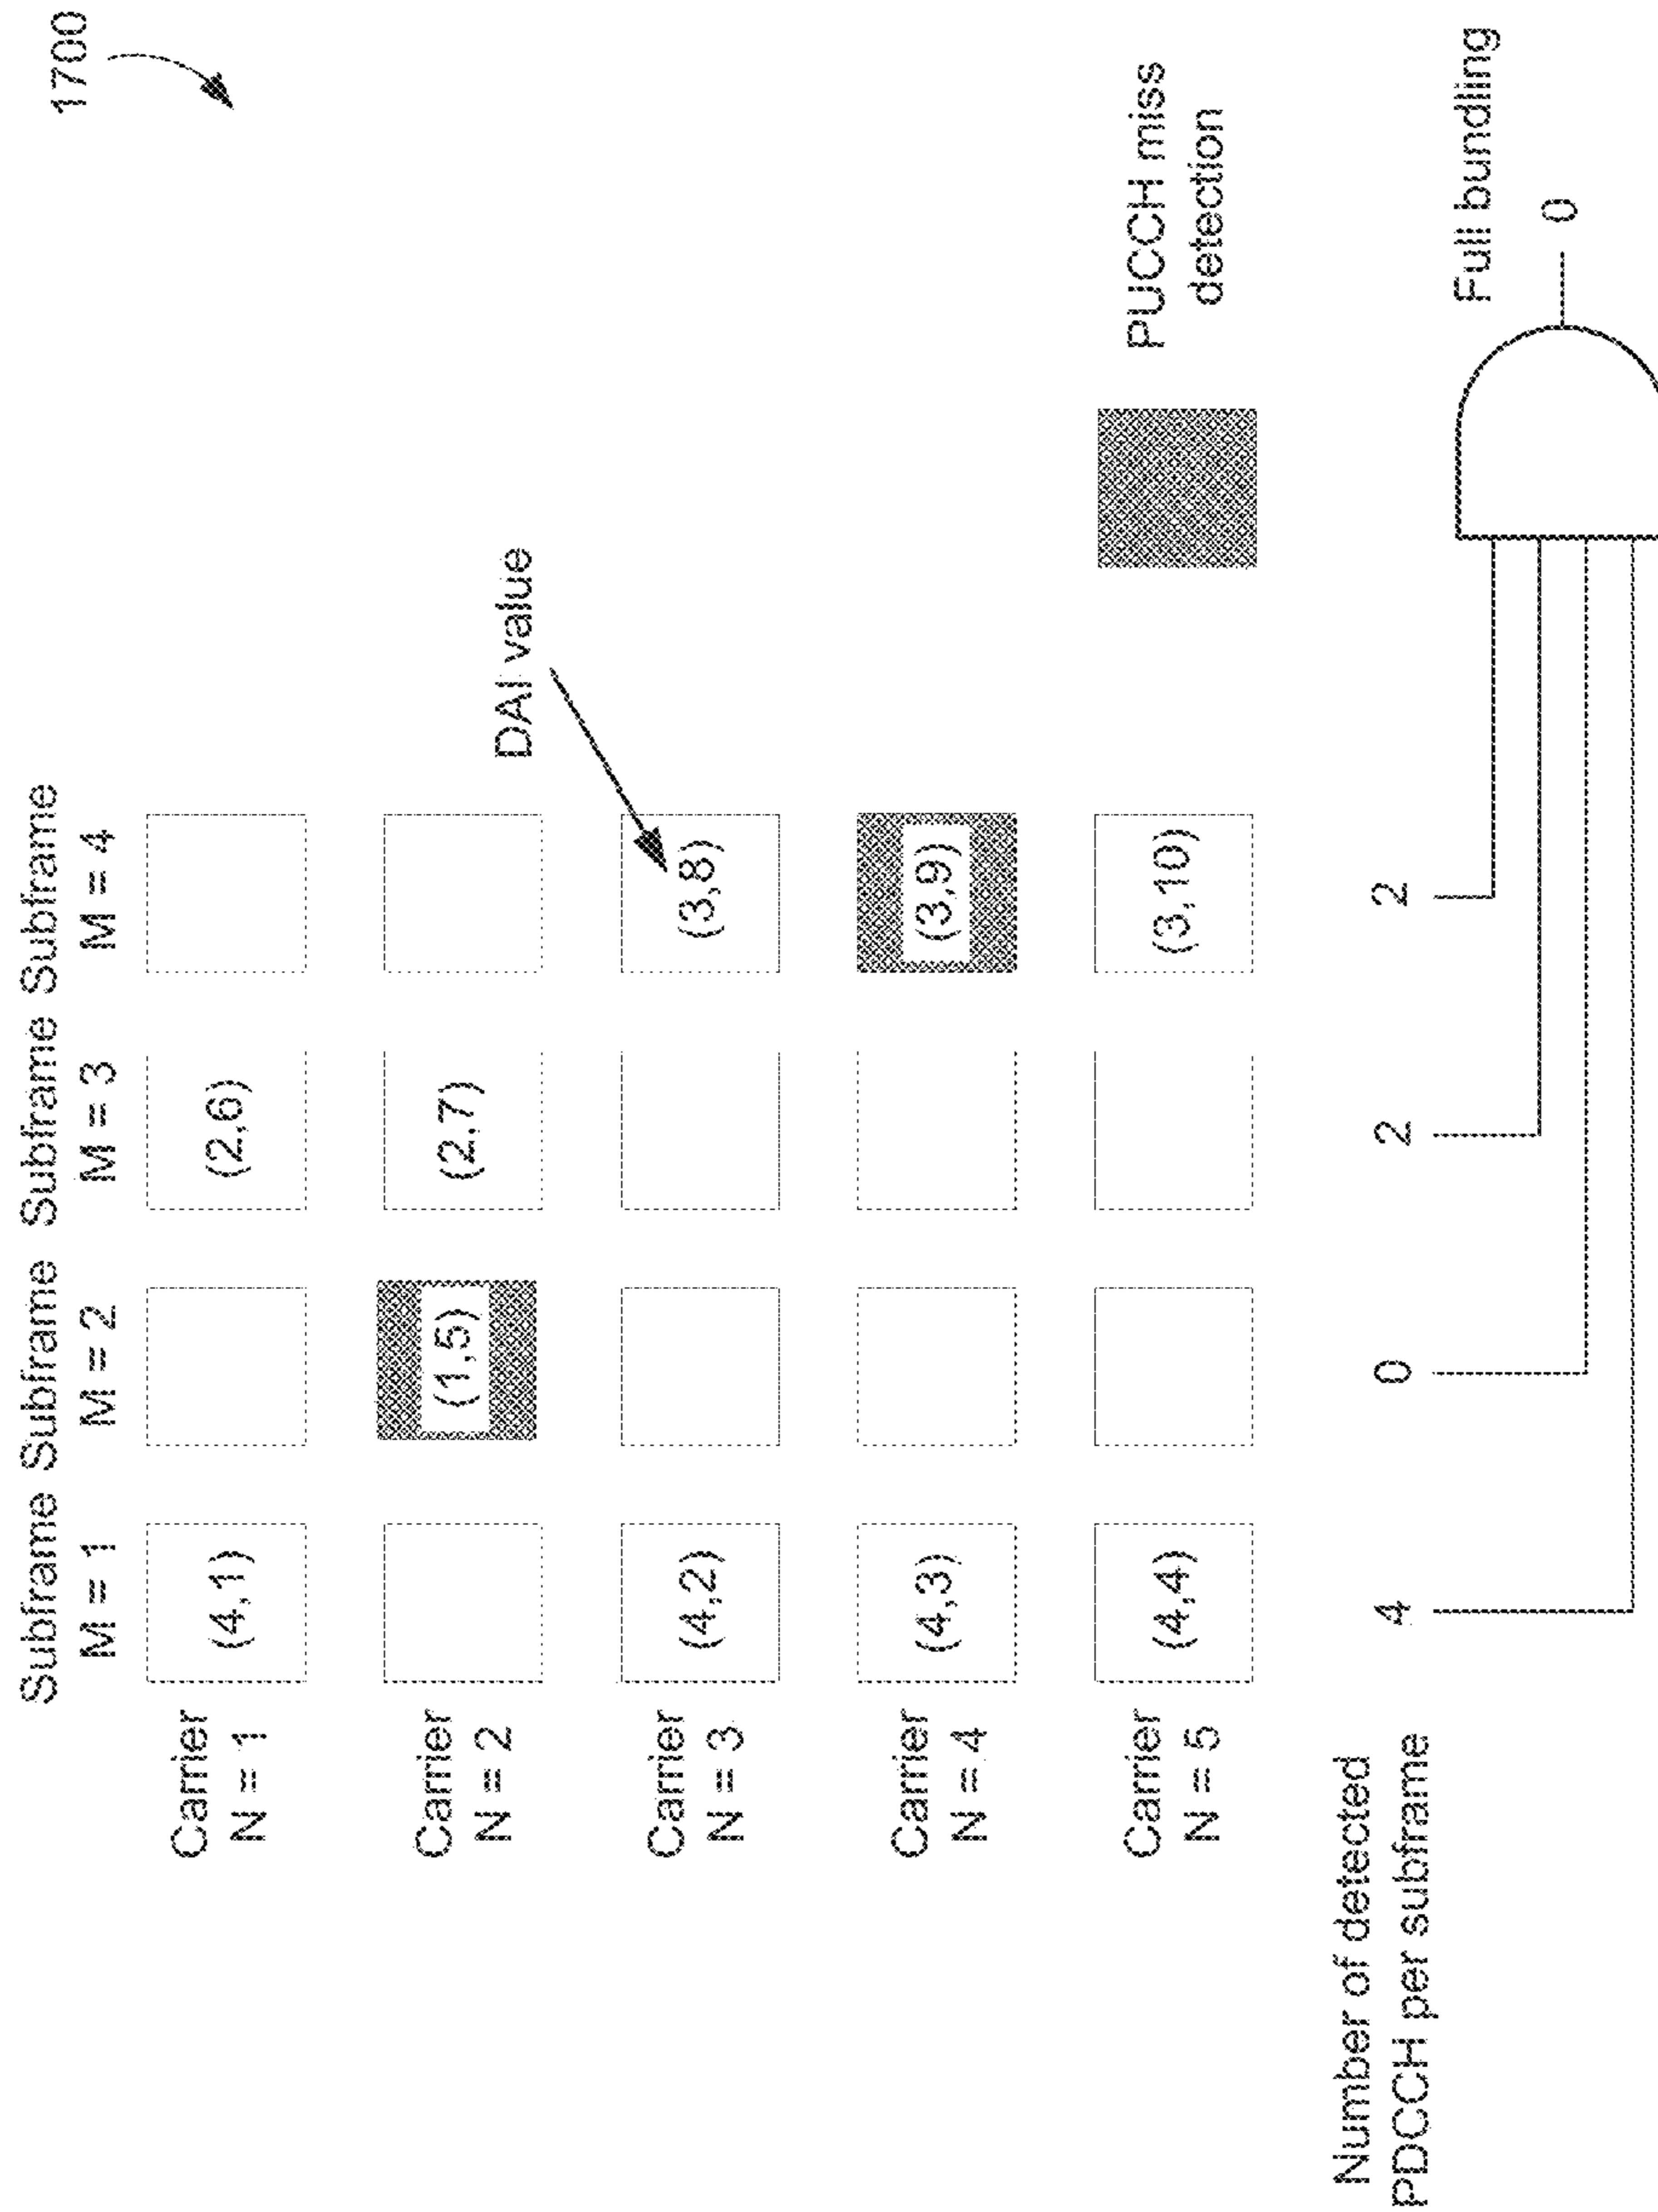 1700
Subframe Subframe Subframe Subframe
M = 1 M = 2 M = 3 M = 4
Carrier
N = 1
(4,1) (2,6)
Carrier
N = 2
(1,5) (2,7)
DAI value
Carrier
N = 3
(4,2) (3,8)
Carrier
N = 4
(4,3) (3,9)
Carrier
N = 5
(4,4) (3,10)
PUCCH miss
detection
Number of detected
PDCCH per subframe
4 0 2 2
Full bundling
0